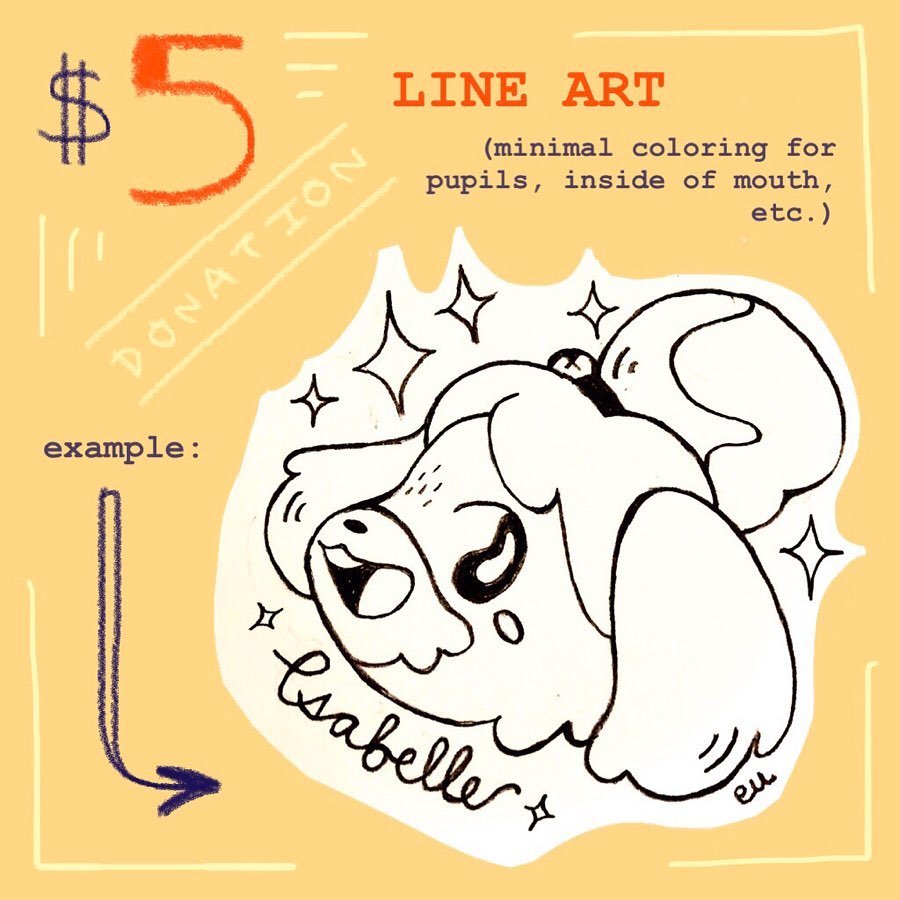 $5
DONATION
LINE ART
(minimal coloring for
pupils, inside of mouth,
etc.)
example:
Isabelle
eu